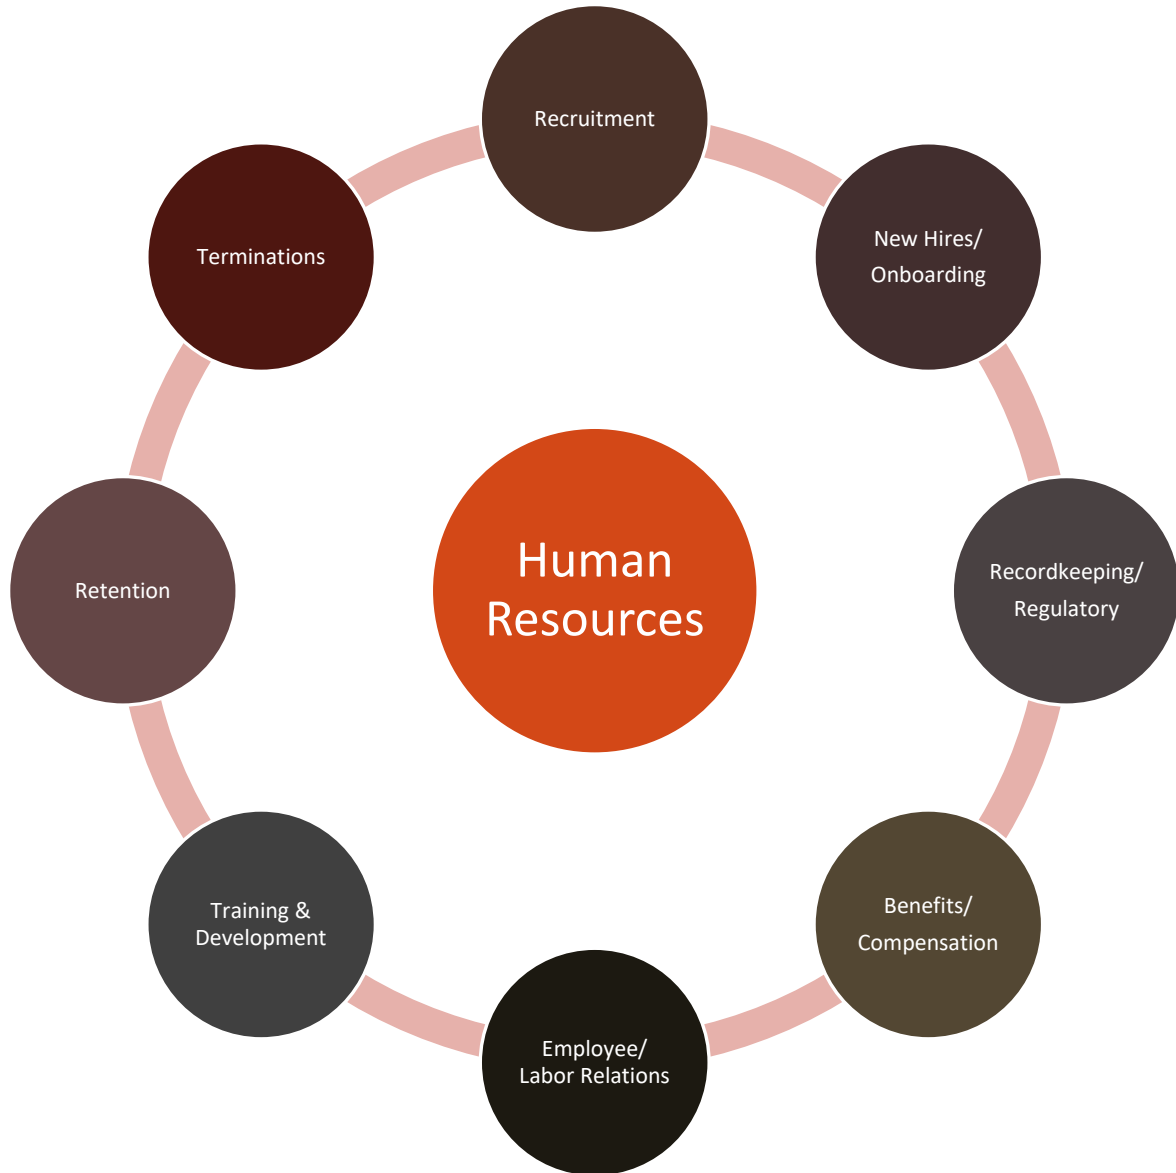 Recruitment
New Hires/
Onboarding
Recordkeeping/
Regulatory
Benefits/
Compensation
Employee/
Labor Relations
Training &
Development
Retention
Terminations
Human
Resources